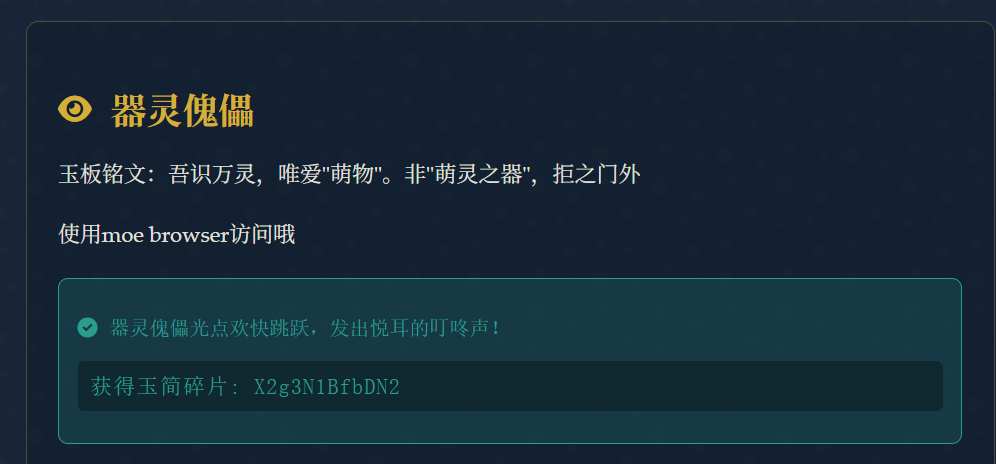 器灵傀儡
玉板铭文：吾识万灵，唯爱"萌物"。非"萌灵之器"，拒之门外
使用moe browser访问哦
器灵傀儡光点欢快跳跃，发出悦耳的叮咚声！
获得玉简碎片: X2g3N1BfbDN2